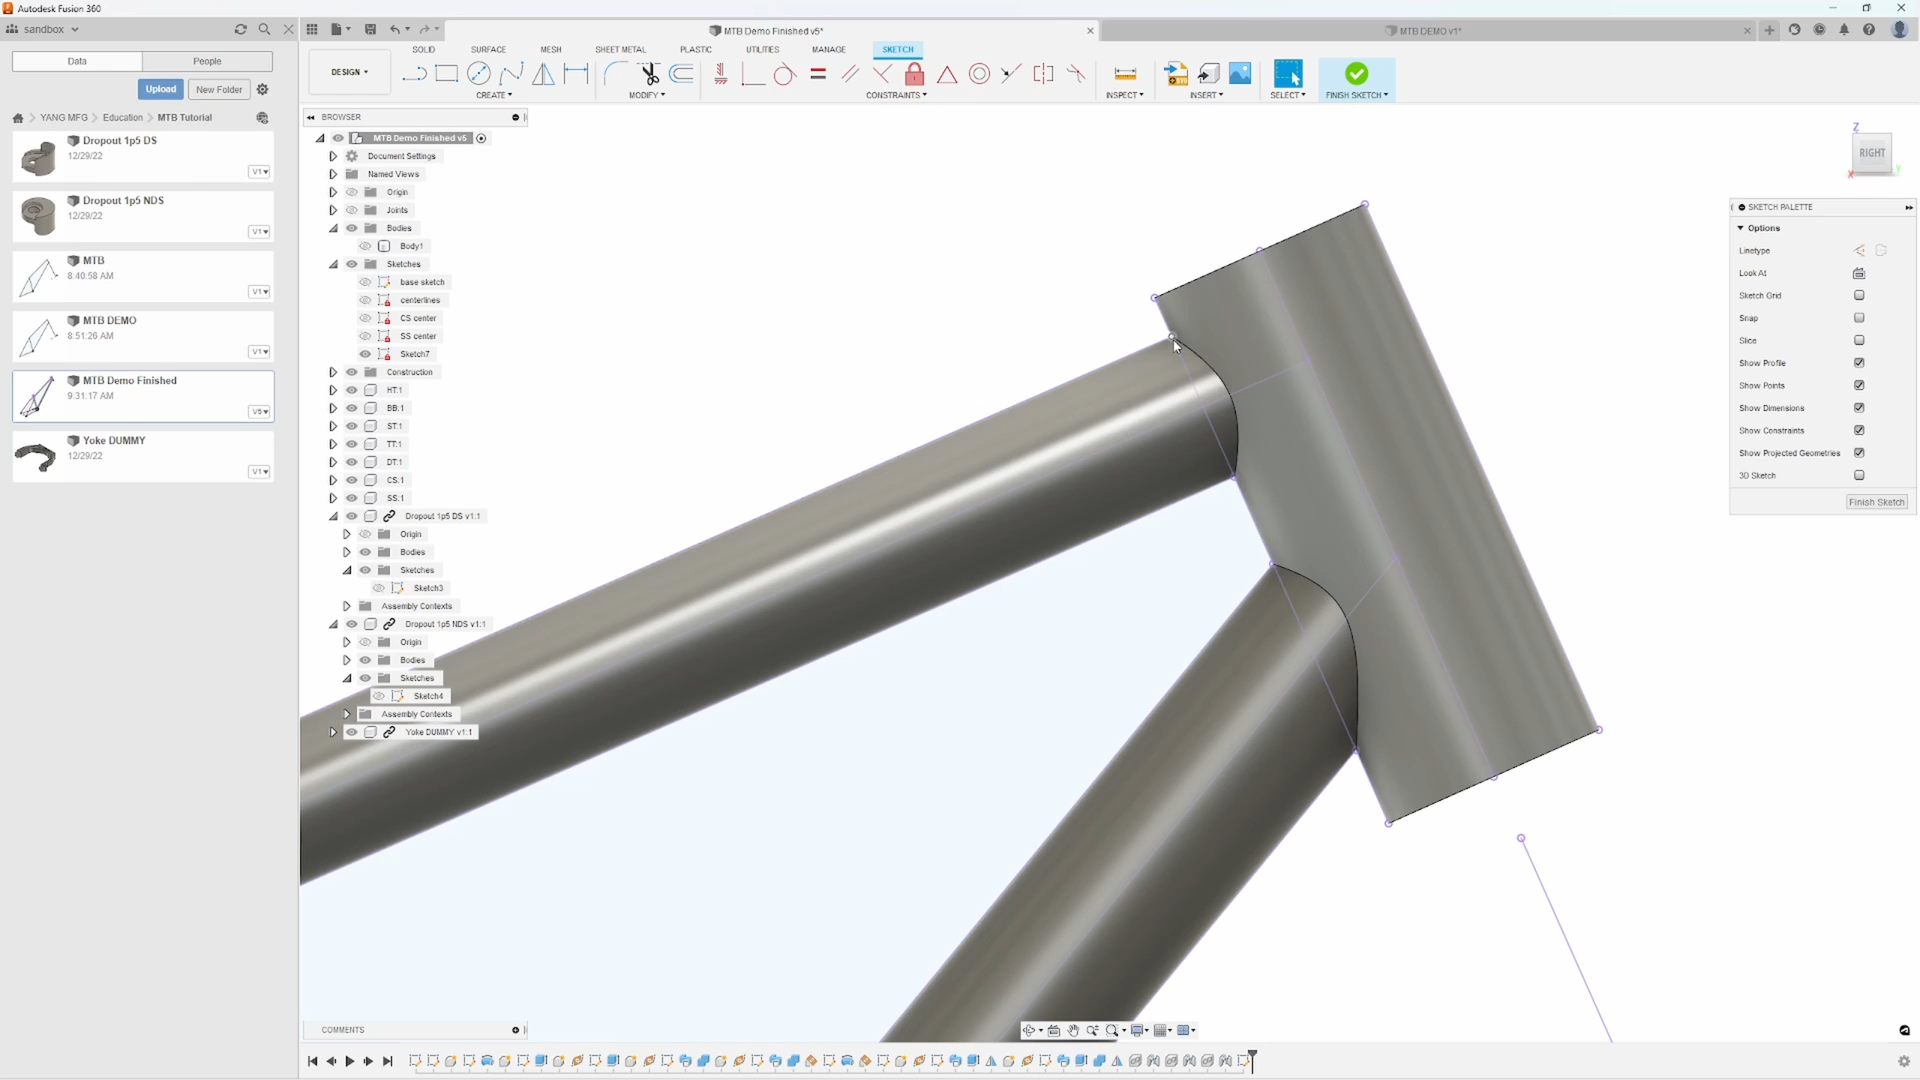 Autodesk Fusion 360
sandbox
MTB Demo Finished v5*
MTB DEMO v1*
Data
People
Upload
New Folder
YANG MFG
Education
MTB Tutorial
Dropout 1p5 DS
12/29/22
V1
Dropout 1p5 NDS
12/29/22
V1
MTB
8:40:58 AM
V1
MTB DEMO
8:51:26 AM
V1
MTB Demo Finished
9:31:17 AM
V5
Yoke DUMMY
12/29/22
V1
DESIGN
SOLID
SURFACE
MESH
SHEET METAL
PLASTIC
UTILITIES
MANAGE
SKETCH
CREATE
MODIFY
CONSTRAINTS
INSPECT
INSERT
SELECT
FINISH SKETCH
BROWSER
MTB Demo Finished v5
Document Settings
Named Views
Origin
Joints
Bodies
Body1
Sketches
base sketch
centerlines
CS center
SS center
Sketch7
Construction
HT:1
BB:1
ST:1
TT:1
DT:1
CS:1
SS:1
Dropout 1p5 DS v1:1
Origin
Bodies
Sketches
Sketch3
Assembly Contexts
Dropout 1p5 NDS v1:1
Origin
Bodies
Sketches
Sketch4
Assembly Contexts
Yoke DUMMY v1:1
Z
RIGHT
X
Y
SKETCH PALETTE
Options
Linetype
Look At
Sketch Grid
Snap
Slice
Show Profile
Show Points
Show Dimensions
Show Constraints
Show Projected Geometries
3D Sketch
Finish Sketch
COMMENTS